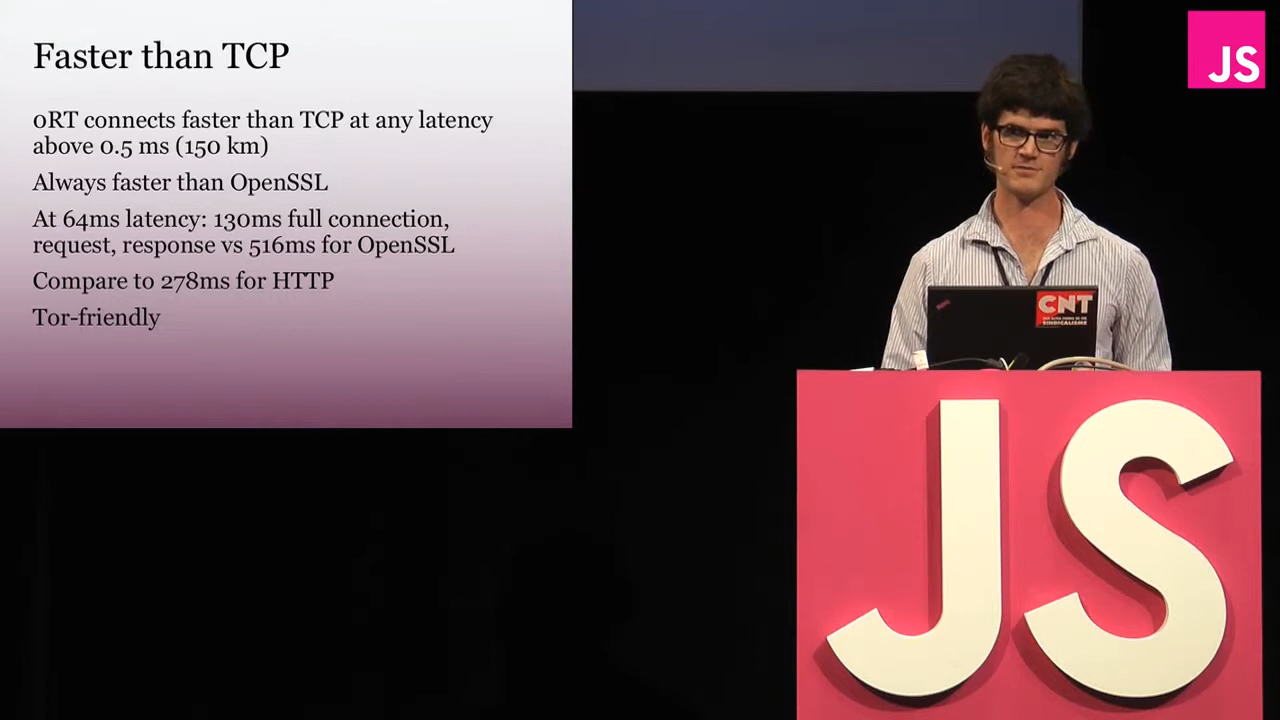 Faster than TCP
0RT connects faster than TCP at any latency
above 0.5 ms (150 km)
Always faster than OpenSSL
At 64ms latency: 130ms full connection,
request, response vs 516ms for OpenSSL
Compare to 278ms for HTTP
Tor-friendly
JS
CNT
SINDICALISME
JS